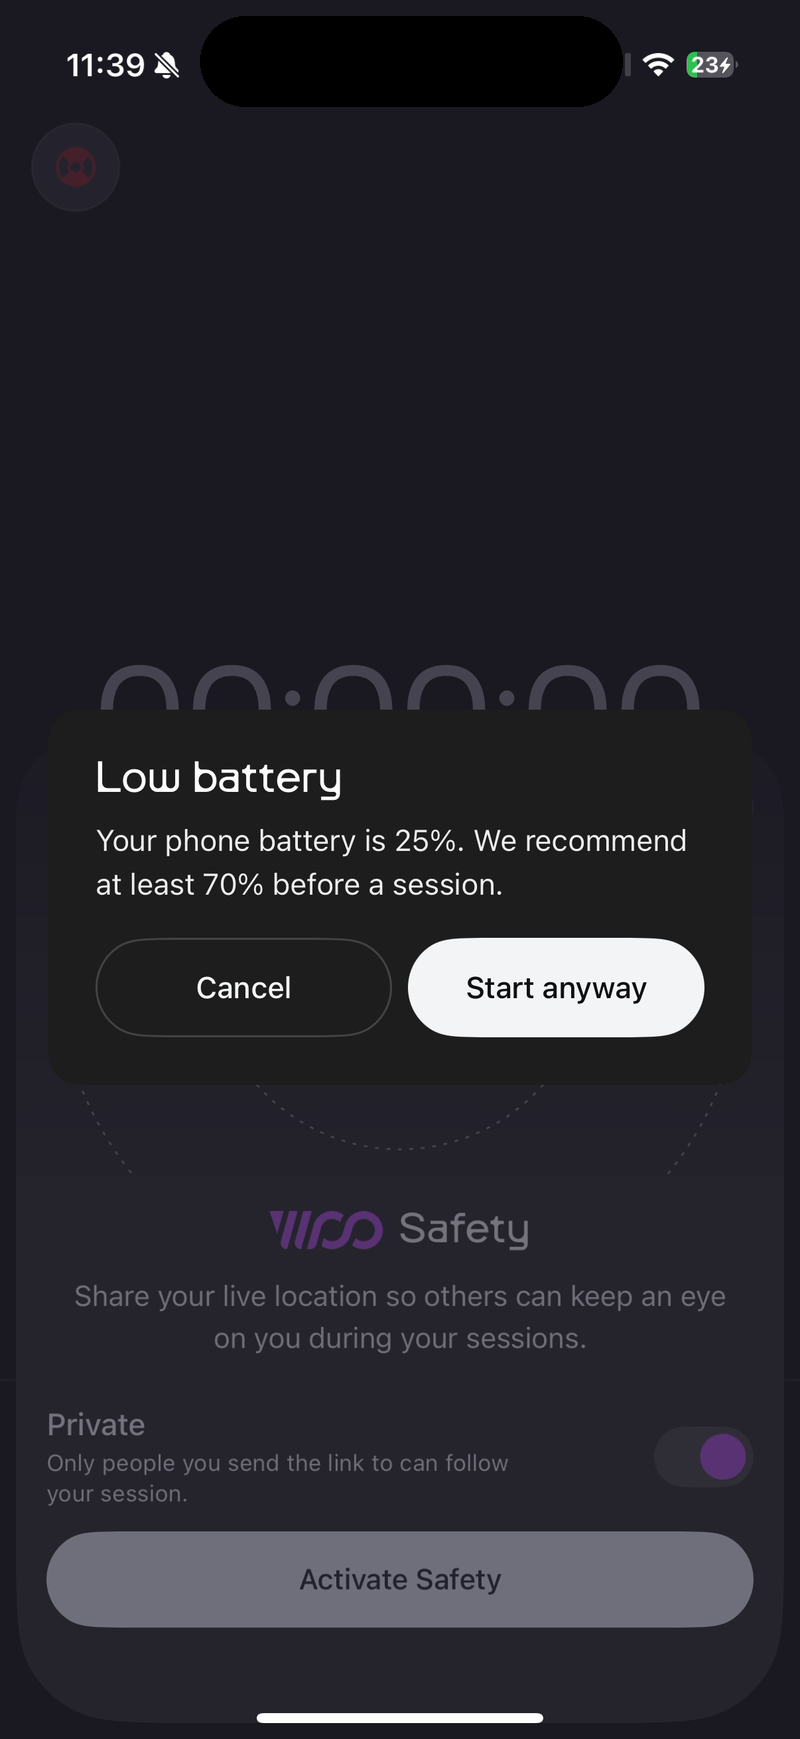 11:39
23
00:00:00
Low battery
Your phone battery is 25%. We recommend
at least 70% before a session.
Cancel
Start anyway
WOO Safety
Share your live location so others can keep an eye
on you during your sessions.
Private
Only people you send the link to can follow
your session.
Activate Safety